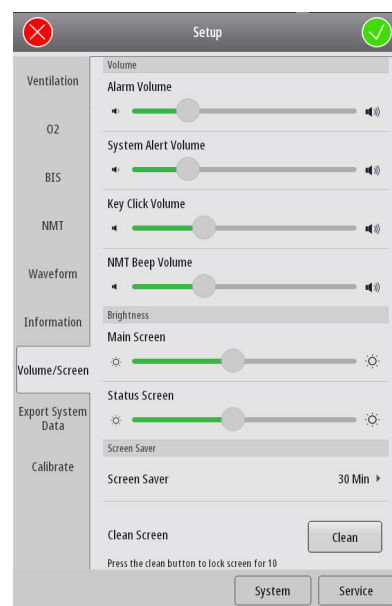 Setup
Ventilation
O2
BIS
NMT
Waveform
Information
Volume/Screen
Export System
Data
Calibrate
Volume
Alarm Volume
System Alert Volume
Key Click Volume
NMT Beep Volume
Brightness
Main Screen
Status Screen
Screen Saver
Screen Saver
30 Min
Clean Screen
Clean
Press the clean button to lock screen for 10
System
Service